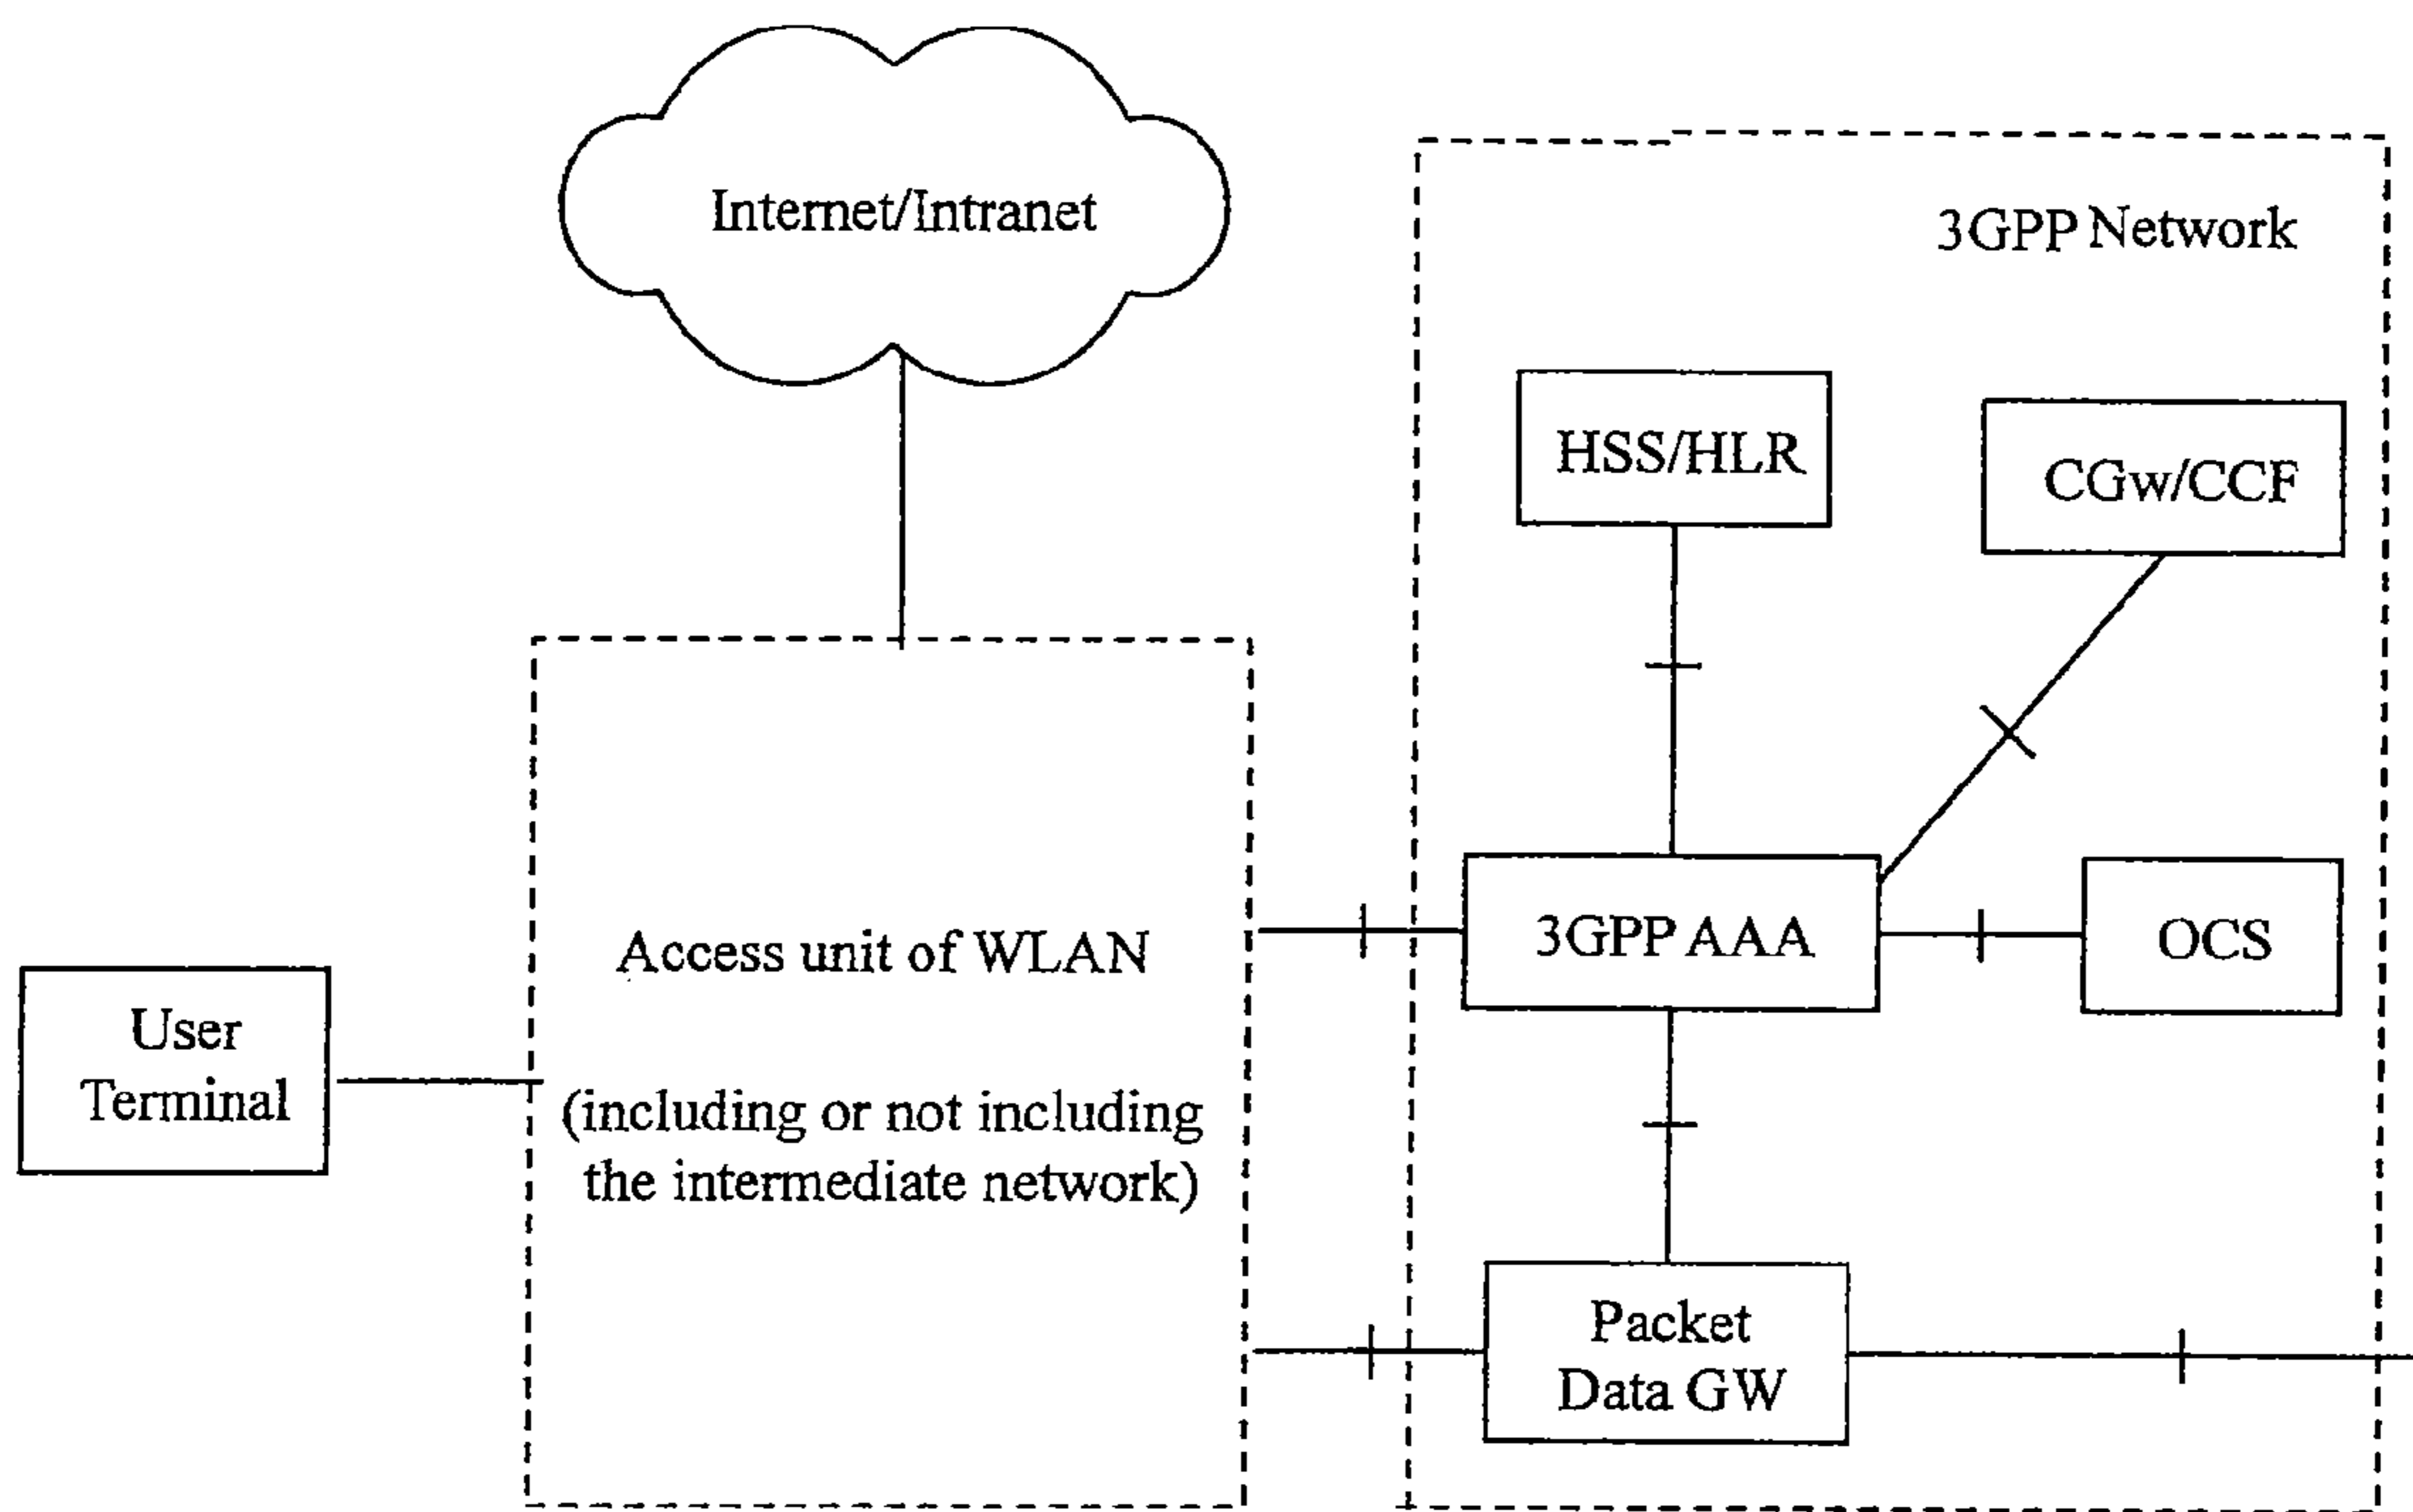 Internet/Intranet
3GPP Network
HSS/HLR
CGw/CCF
Access unit of WLAN
3GPP AAA
OCS
User
Terminal
(including or not including
the intermediate network)
Packet
Data GW